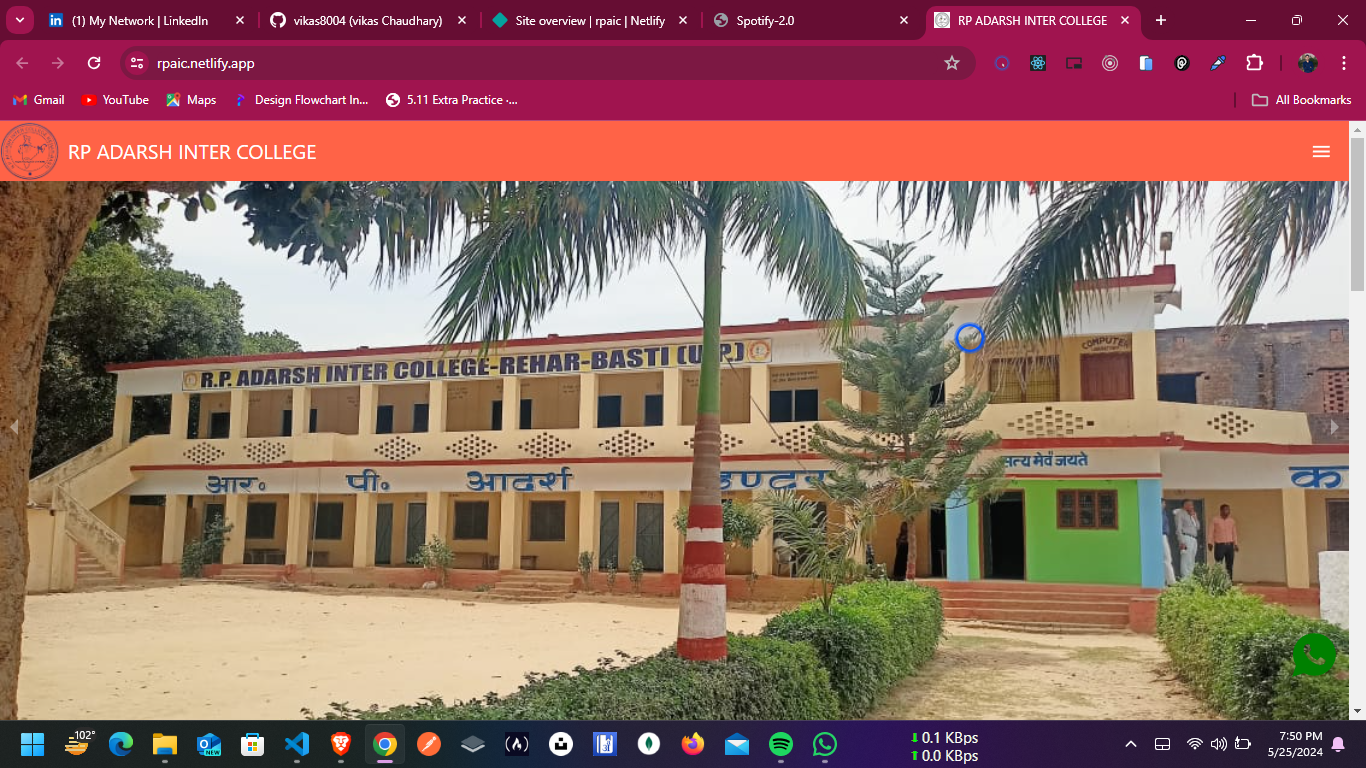 (1) My Network | LinkedIn
vikas8004 (vikas Chaudhary)
Site overview | rpaic | Netlify
Spotify-2.0
RP ADARSH INTER COLLEGE
rpaic.netlify.app
Gmail
YouTube
Maps
Design Flowchart In...
5.11 Extra Practice -...
All Bookmarks
RP ADARSH INTER COLLEGE
R.P. ADARSH INTER COLLEGE-REHAR-BASTI (U.P.)
COMPUTER
आर० पी० आदर्श इण्टर का
सत्य मेव जयते
102°
NEW
0.1 KBps
0.0 KBps
7:50 PM
5/25/2024